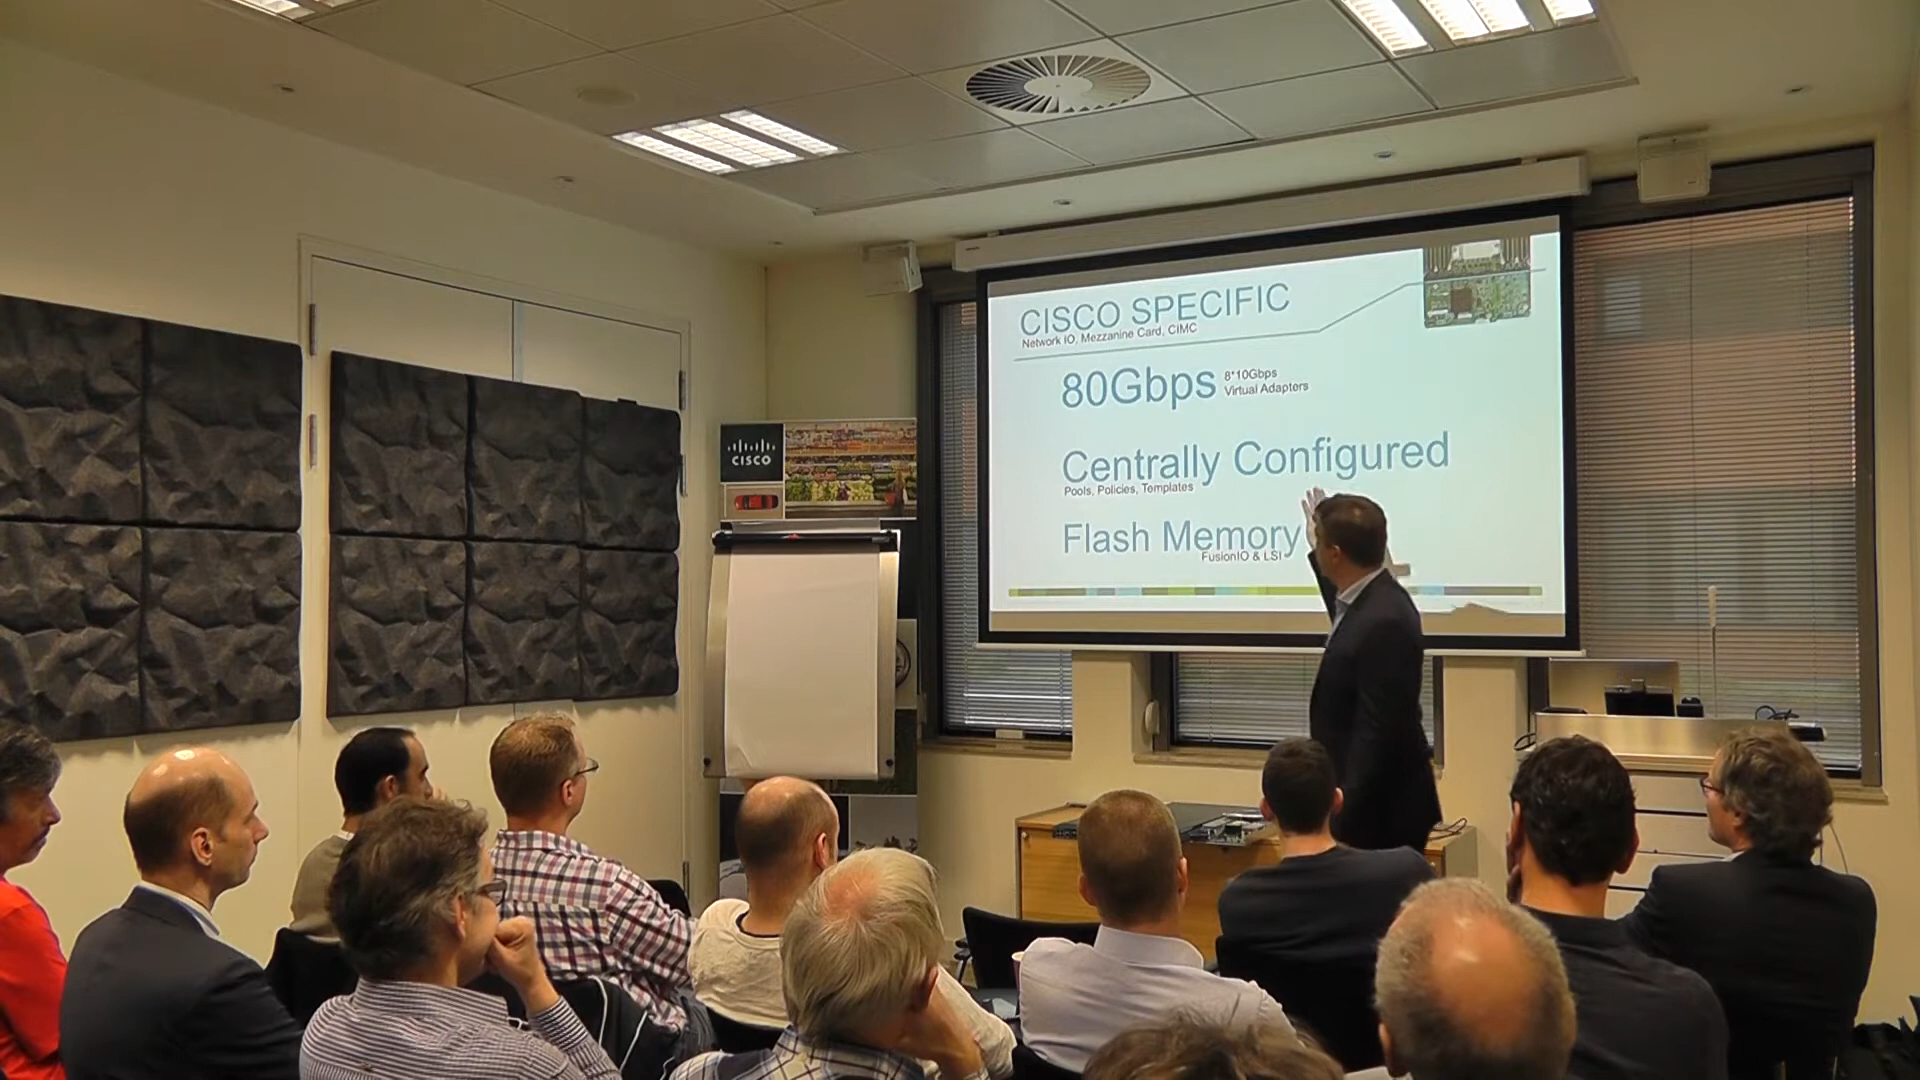 CISCO SPECIFIC
Network IO, Mezzanine Card, CIMC
80Gbps
8*10Gbps
Virtual Adapters
Centrally Configured
Pools, Policies, Templates
Flash Memory
FusionIO & LSI
CISCO